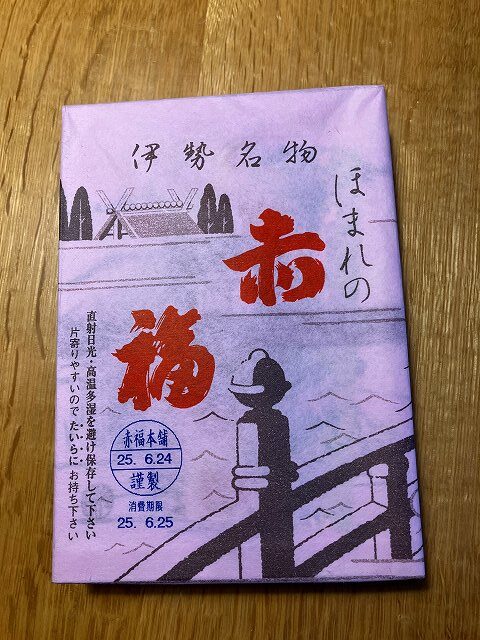 伊勢名物
ほまれの
赤
福
直射日光・高温多湿を避け保存して下さい
片寄りやすいので たいらに お持ち下さい
赤福本舗
25. 6.24
謹製
消費期限
25. 6.25